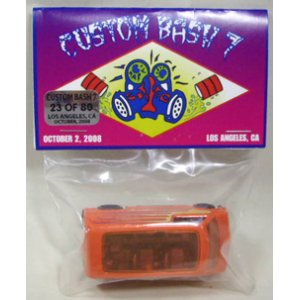 CUSTOM BASH 7
CUSTOM BASH 7
23 OF 80
LOS ANGELES, CA
OCTOBER, 2008
OCTOBER 2, 2008
LOS ANGELES, CA